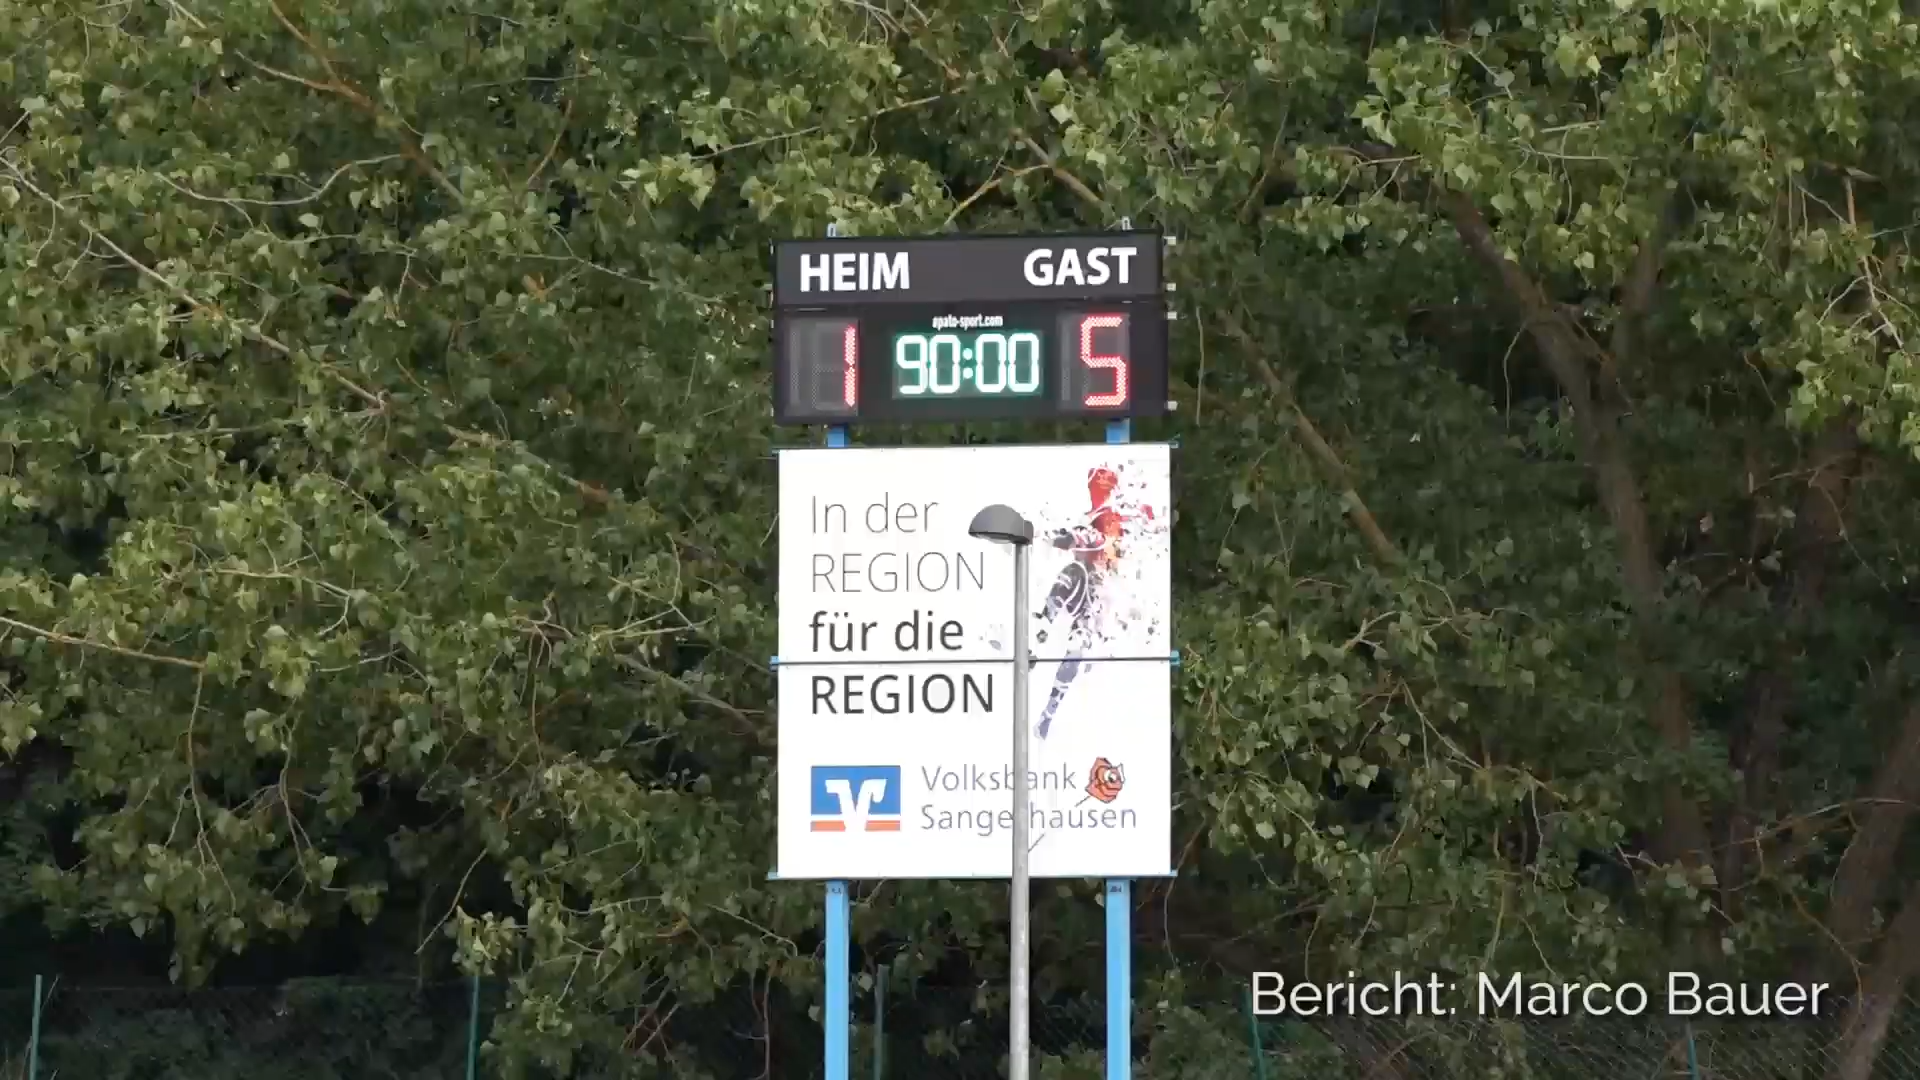 HEIM GAST
apato-sport.com
1 90:00 5
In der
REGION
für die
REGION
Volksbank
Sangerhausen
Bericht: Marco Bauer